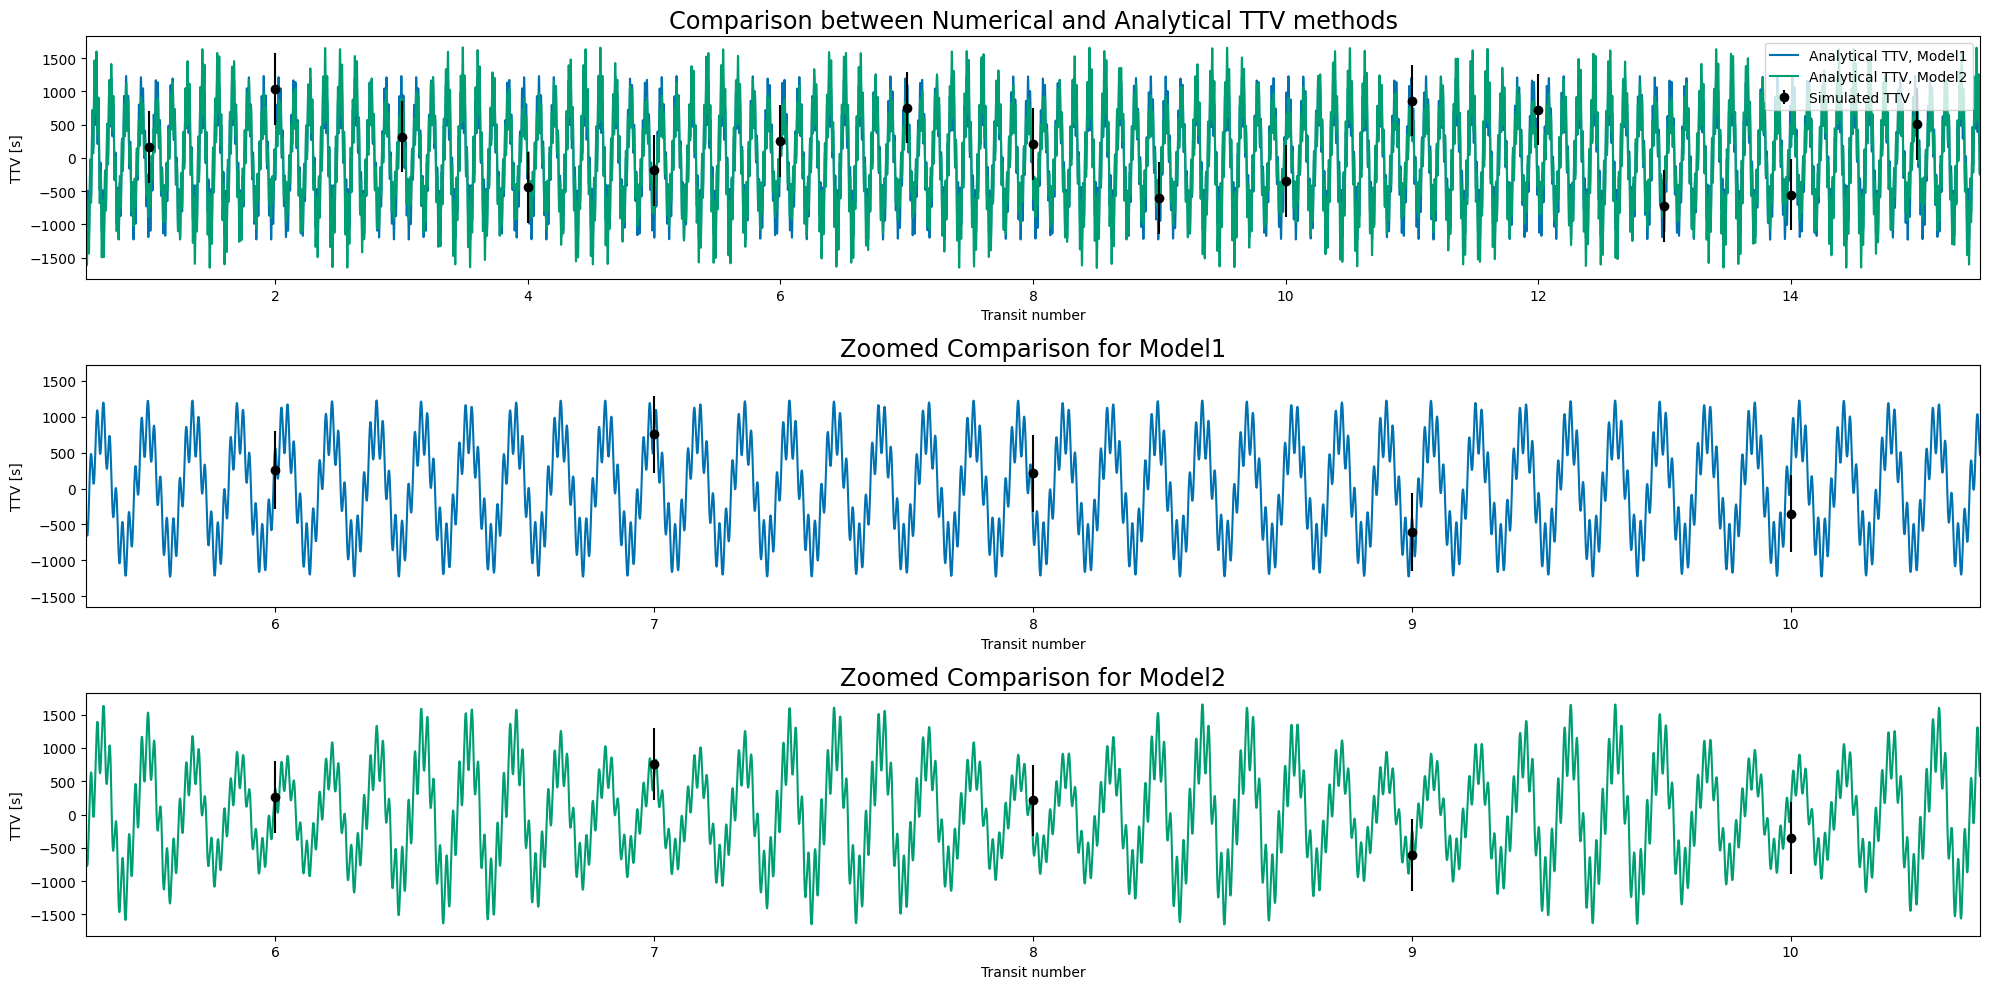 Comparison between Numerical and Analytical TTV methods
1500
1000
500
0
−500
−1000
−1500
TTV [s]
Analytical TTV, Model1
Analytical TTV, Model2
Simulated TTV
2 4 6 8 10 12 14
Transit number
Zoomed Comparison for Model1
1500
1000
500
0
−500
−1000
−1500
TTV [s]
6 7 8 9 10
Transit number
Zoomed Comparison for Model2
1500
1000
500
0
−500
−1000
−1500
TTV [s]
6 7 8 9 10
Transit number